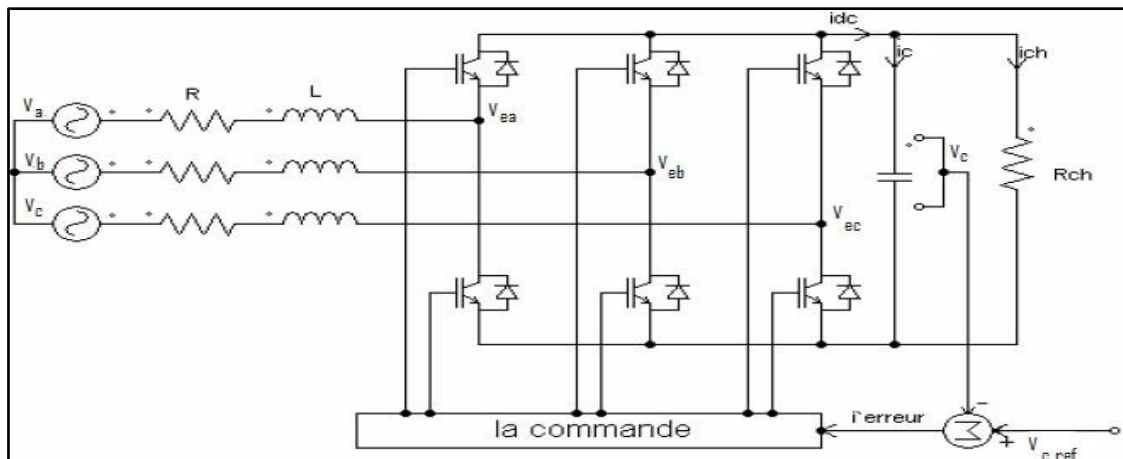 idc
ic
ich
R
L
Va
Vea
Vb
Veb
Vc
Vec
Vc
Rch
-
la commande
i'erreur
Σ
+
Vc ref